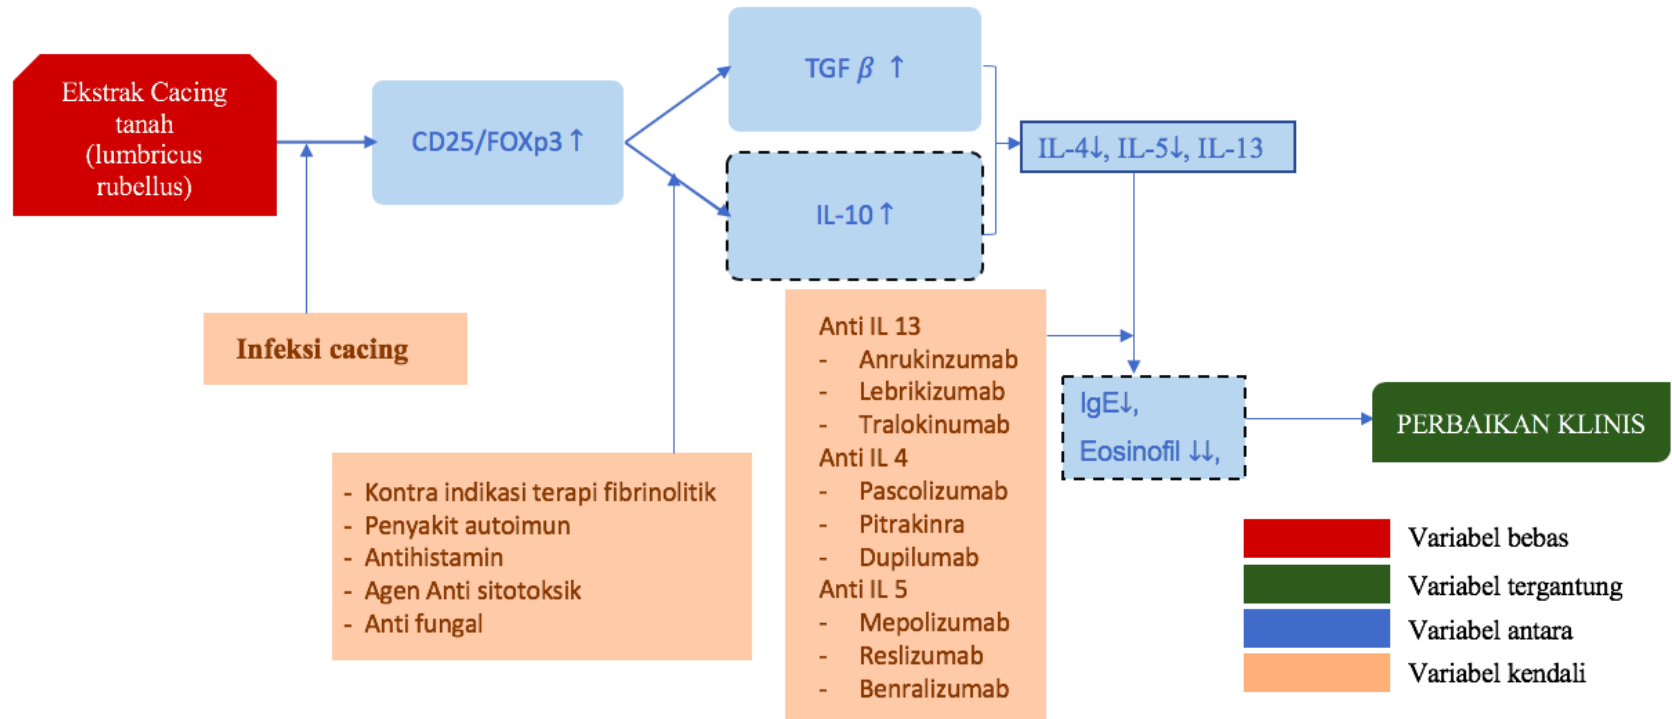 Ekstrak Cacing
tanah
(lumbricus
rubellus)
CD25/FOXp3 ↑
TGF β ↑
IL-10 ↑
IL-4↓, IL-5↓, IL-13
Infeksi cacing
- Kontra indikasi terapi fibrinolitik
- Penyakit autoimun
- Antihistamin
- Agen Anti sitotoksik
- Anti fungal
Anti IL 13
- Anrukinzumab
- Lebrikizumab
- Tralokinumab
Anti IL 4
- Pascolizumab
- Pitrakinra
- Dupilumab
Anti IL 5
- Mepolizumab
- Reslizumab
- Benralizumab
IgE↓,
Eosinofil ↓↓,
PERBAIKAN KLINIS
Variabel bebas
Variabel tergantung
Variabel antara
Variabel kendali